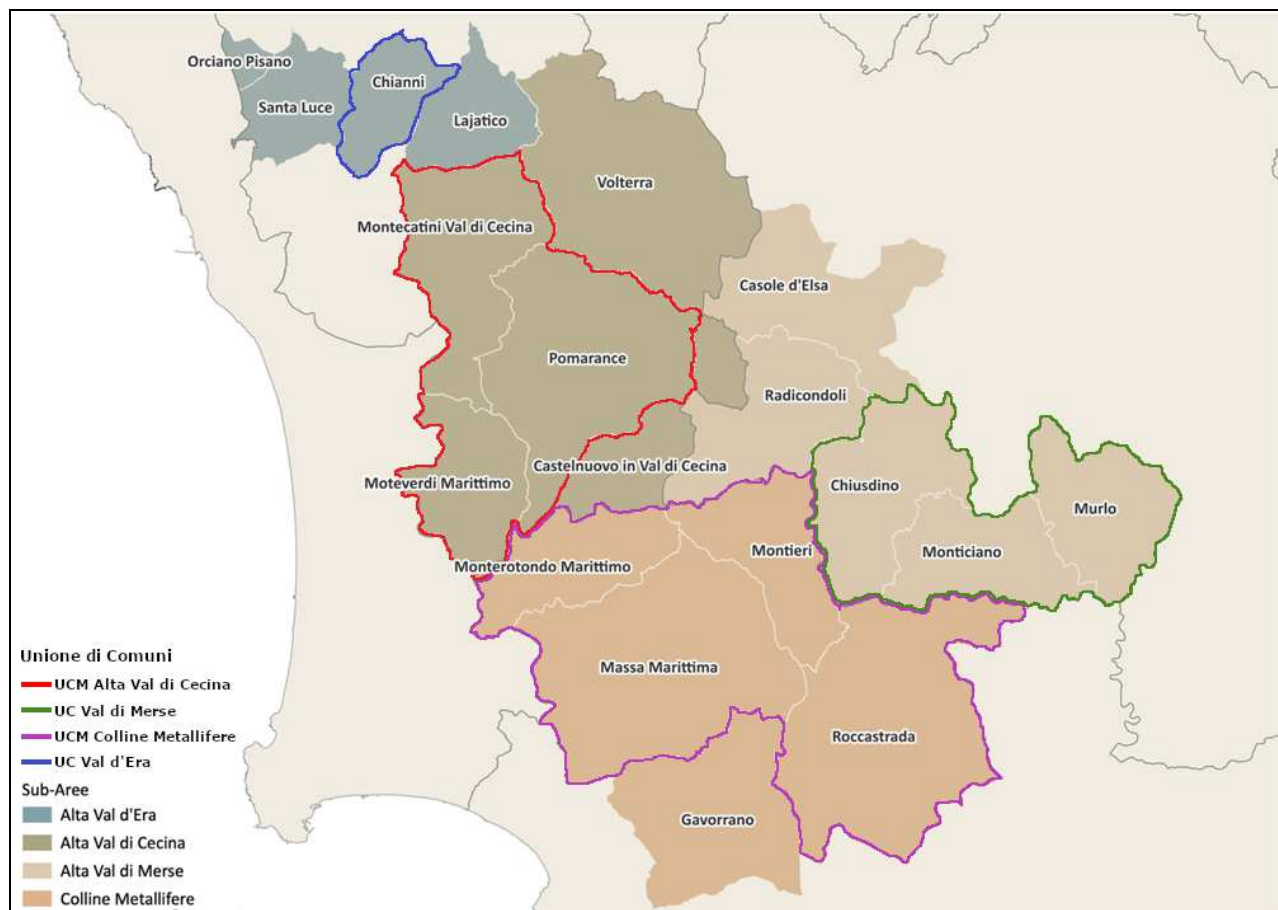 Orciano Pisano
Chianni
Santa Luce
Lajatico
Volterra
Montecatini Val di Cecina
Casole d'Elsa
Pomarance
Radicondoli
Castelnuovo in Val di Cecina
Moteverdi Marittimo
Chiusdino
Murlo
Monticiano
Montieri
Monterotondo Marittimo
Massa Marittima
Roccastrada
Gavorrano
Unione di Comuni
UCM Alta Val di Cecina
UC Val di Merse
UCM Colline Metallifere
UC Val d'Era
Sub-Aree
Alta Val d'Era
Alta Val di Cecina
Alta Val di Merse
Colline Metallifere